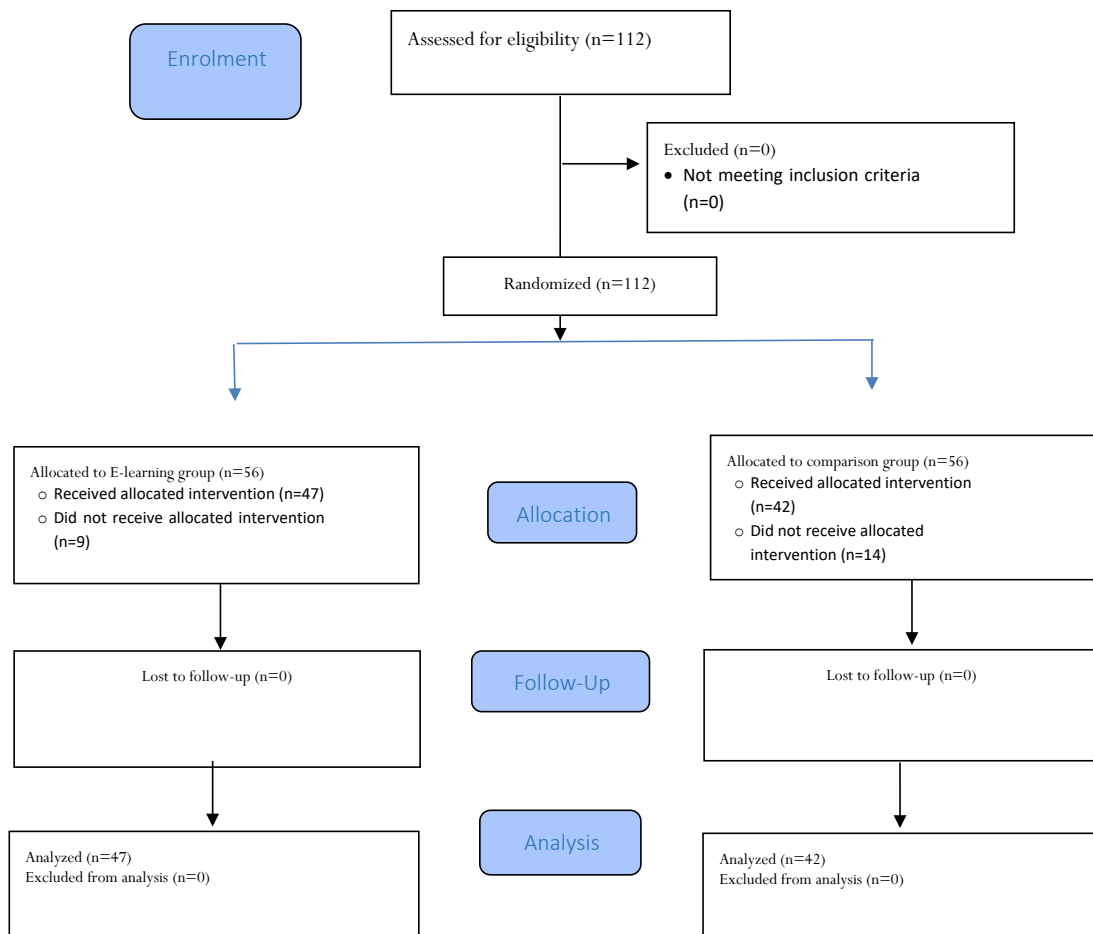 Enrolment
Assessed for eligibility (n=112)
Excluded (n=0)
• Not meeting inclusion criteria
(n=0)
Randomized (n=112)
Allocated to E-learning group (n=56)
o Received allocated intervention (n=47)
o Did not receive allocated intervention
(n=9)
Allocation
Allocated to comparison group (n=56)
o Received allocated intervention
(n=42)
o Did not receive allocated
intervention (n=14)
Lost to follow-up (n=0)
Follow-Up
Lost to follow-up (n=0)
Analyzed (n=47)
Excluded from analysis (n=0)
Analysis
Analyzed (n=42)
Excluded from analysis (n=0)